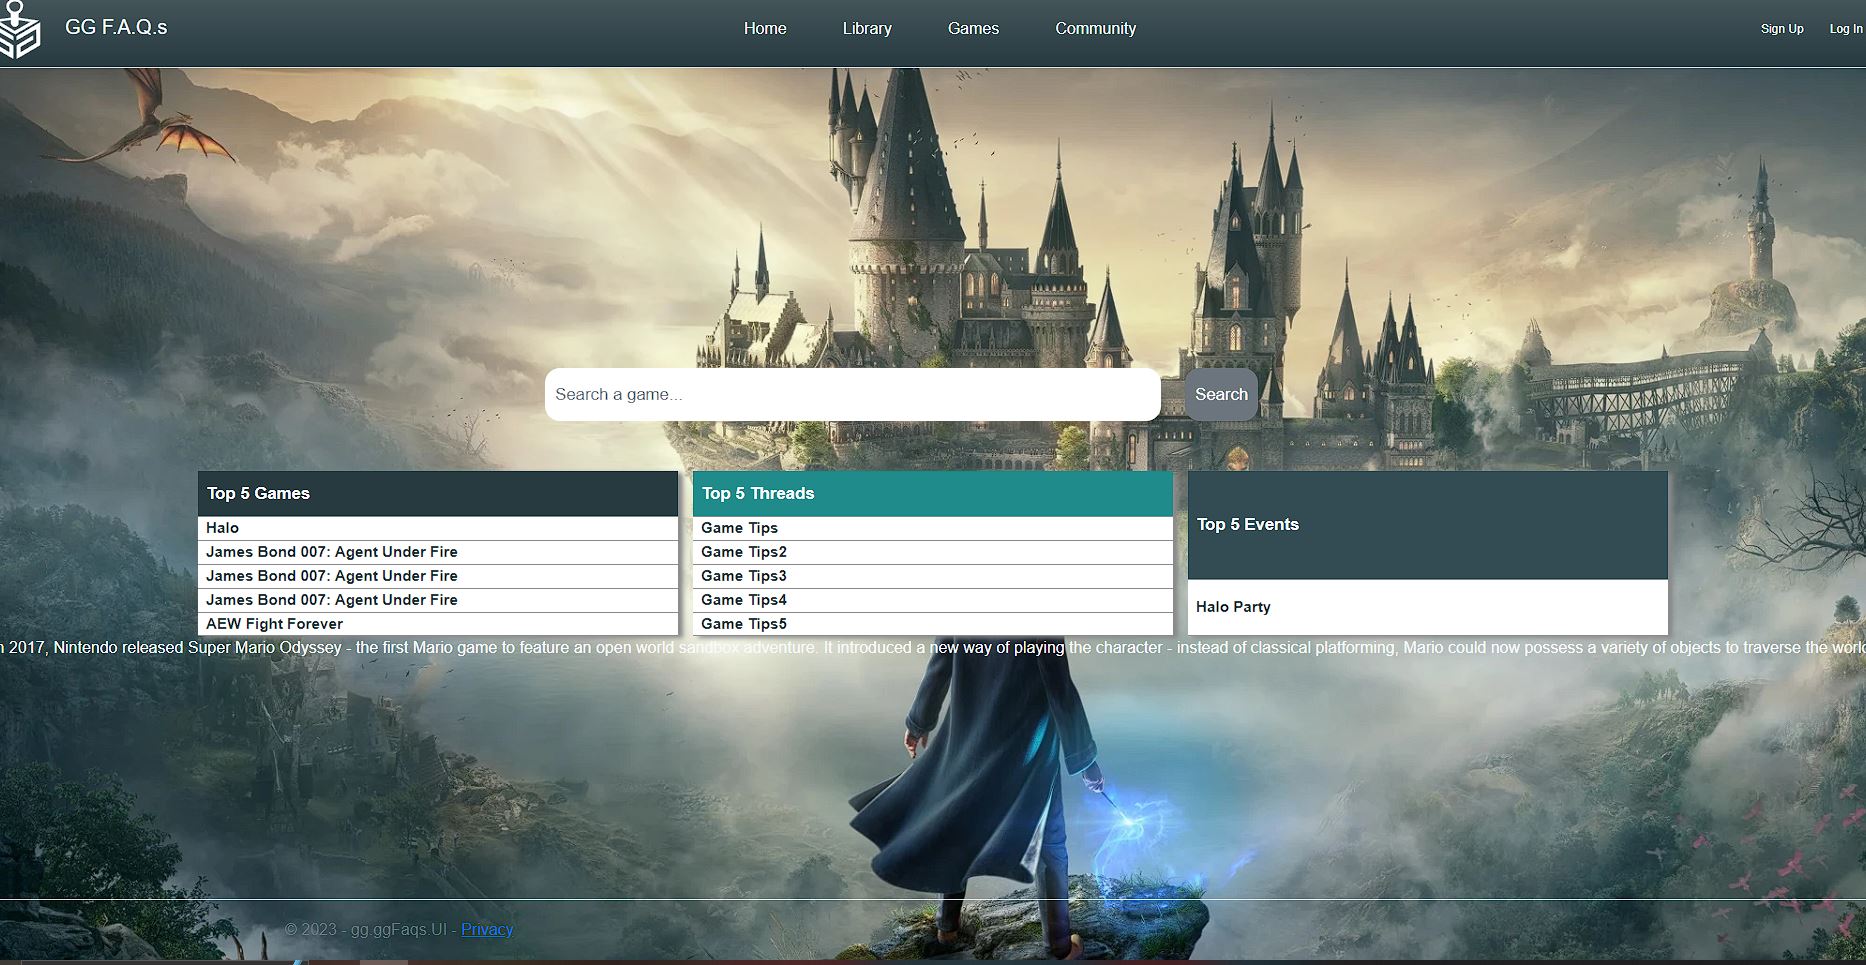 GG F.A.Q.s
Home
Library
Games
Community
Sign Up
Log In
Search a game...
Search
Top 5 Games
Halo
James Bond 007: Agent Under Fire
James Bond 007: Agent Under Fire
James Bond 007: Agent Under Fire
AEW Fight Forever
Top 5 Threads
Game Tips
Game Tips2
Game Tips3
Game Tips4
Game Tips5
Top 5 Events
Halo Party
n 2017, Nintendo released Super Mario Odyssey - the first Mario game to feature an open world sandbox adventure. It introduced a new way of playing the character - instead of classical platforming, Mario could now possess a variety of objects to traverse the world
© 2023 - gg.ggFaqs.UI - Privacy